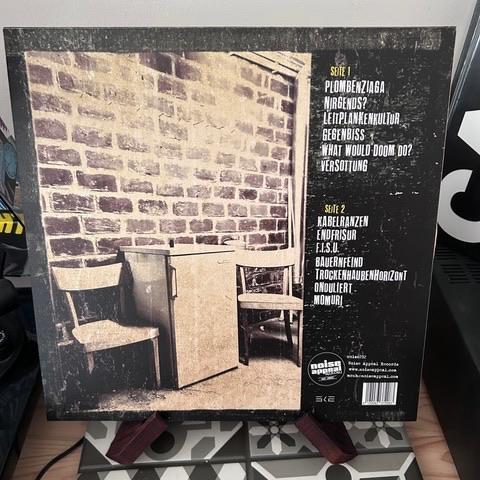 SEITE 1
PLOMBENZIAGA
NIRGENDS?
LEITPLANKENKULTUR
GEGENBISS
WHAT WOULD DOOM DO?
VERSOTTUNG
SEITE 2
KABELRANZEN
ENDFRISUR
F.I.S.U.
BAUERNFEIND
TROCKENHAUBENHORIZONT
ONDULIERT
MOMURI
noise
appeal
Noise Appeal Records
www.noiseappeal.com